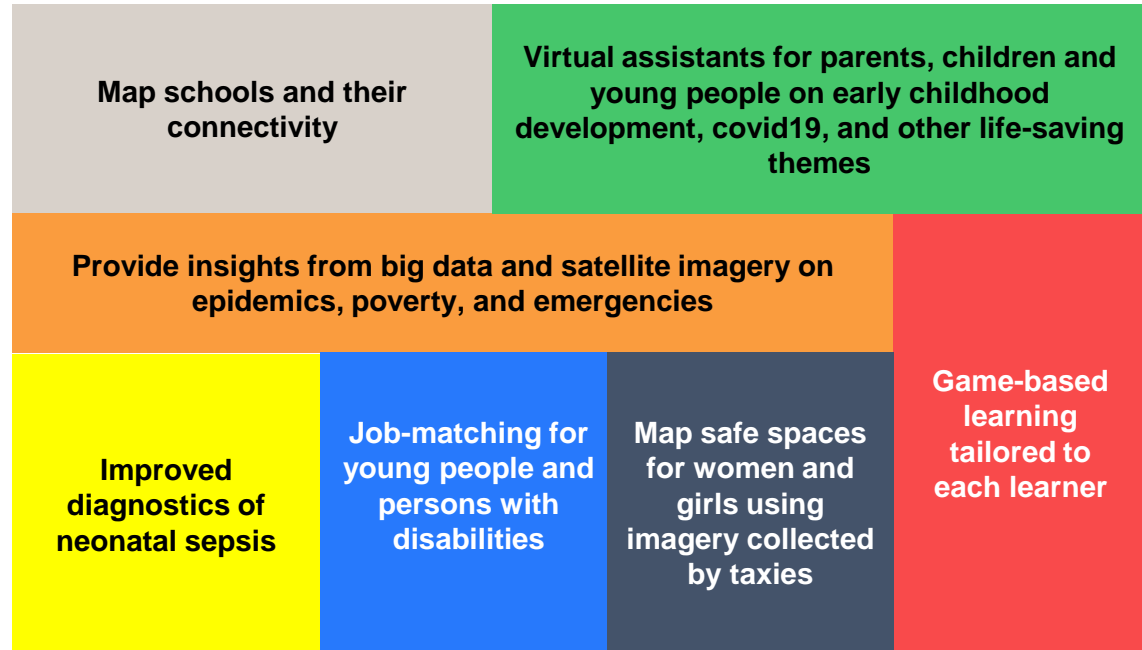 Map schools and their
connectivity
Virtual assistants for parents, children and
young people on early childhood
development, covid19, and other life-saving
themes
Provide insights from big data and satellite imagery on
epidemics, poverty, and emergencies
Improved
diagnostics of
neonatal sepsis
Job-matching for
young people and
persons with
disabilities
Map safe spaces
for women and
girls using
imagery collected
by taxies
Game-based
learning
tailored to
each learner